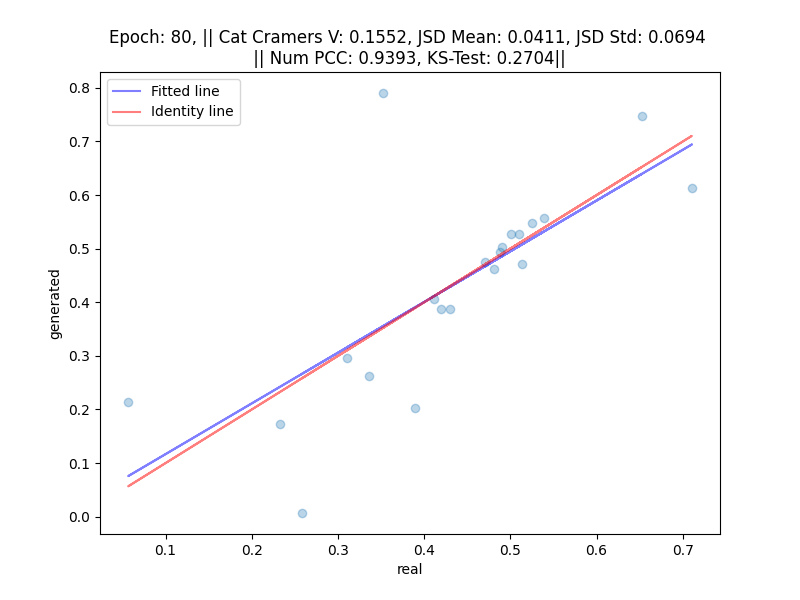 Epoch: 80, || Cat Cramers V: 0.1552, JSD Mean: 0.0411, JSD Std: 0.0694
|| Num PCC: 0.9393, KS-Test: 0.2704||
Fitted line
Identity line
0.8
0.7
0.6
0.5
0.4
0.3
0.2
0.1
0.0
generated
0.1 0.2 0.3 0.4 0.5 0.6 0.7
real